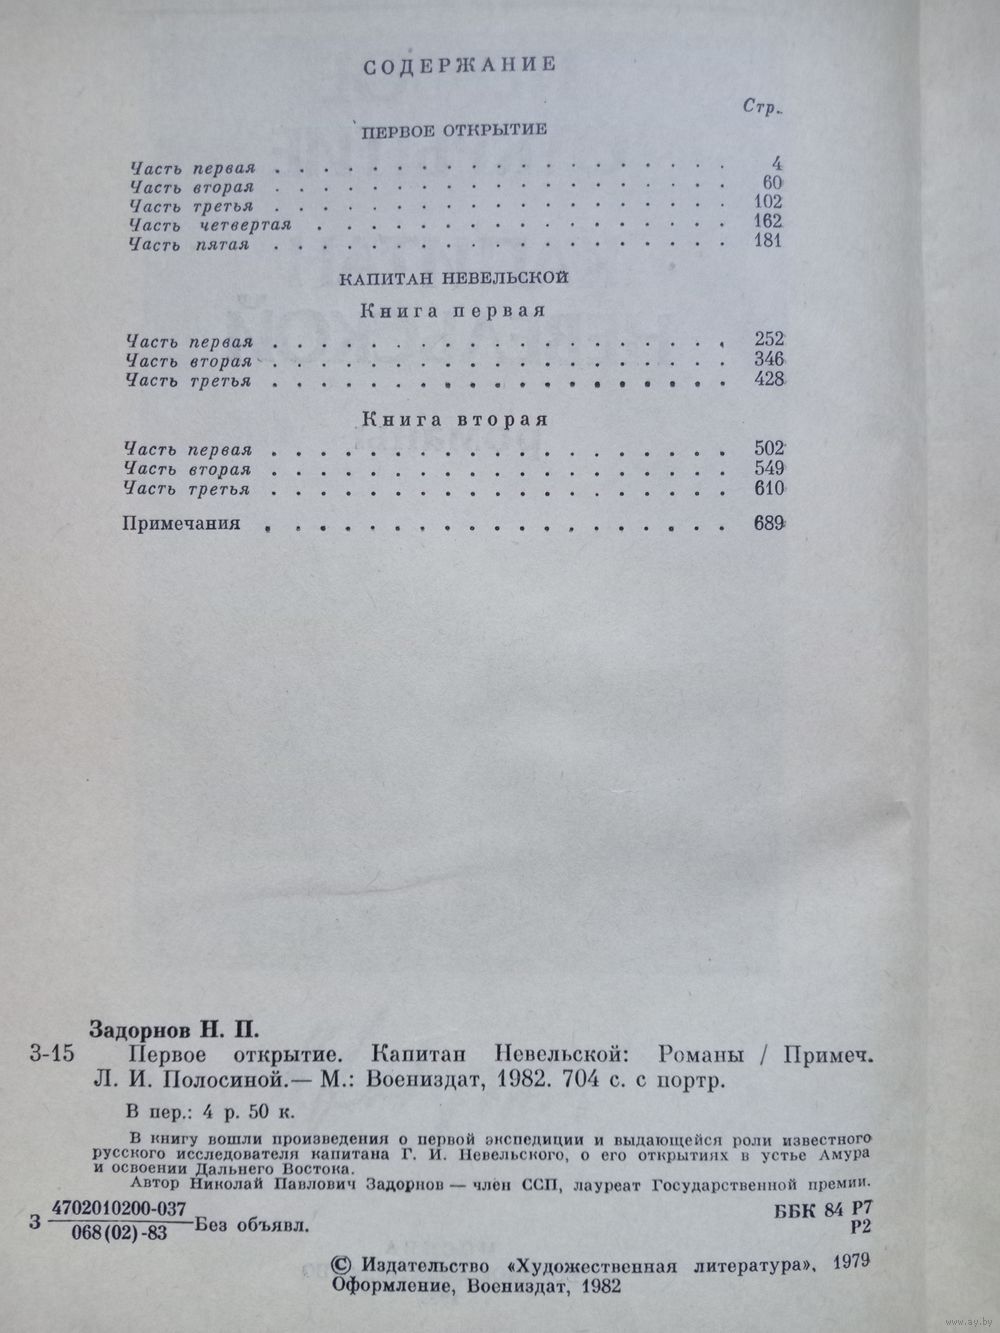 СОДЕРЖАНИЕ
Стр.
ПЕРВОЕ ОТКРЫТИЕ
Часть первая . . . . . . . . . . . . . . . . . . . 4
Часть вторая . . . . . . . . . . . . . . . . . . . 60
Часть третья . . . . . . . . . . . . . . . . . . . 102
Часть четвертая . . . . . . . . . . . . . . . . . 162
Часть пятая . . . . . . . . . . . . . . . . . . . 181
КАПИТАН НЕВЕЛЬСКОЙ
Книга первая
Часть первая . . . . . . . . . . . . . . . . . . . 252
Часть вторая . . . . . . . . . . . . . . . . . . . 346
Часть третья . . . . . . . . . . . . . . . . . . . 428
Книга вторая
Часть первая . . . . . . . . . . . . . . . . . . . 502
Часть вторая . . . . . . . . . . . . . . . . . . . 549
Часть третья . . . . . . . . . . . . . . . . . . . 610
Примечания . . . . . . . . . . . . . . . . . . . 689
Задорнов Н. П.
З-15 Первое открытие. Капитан Невельской: Романы / Примеч.
Л. И. Полосиной.— М.: Воениздат, 1982. 704 с. с портр.
В пер.: 4 р. 50 к.
В книгу вошли произведения о первой экспедиции и выдающейся роли известного
русского исследователя капитана Г. И. Невельского, о его открытиях в устье Амура
и освоении Дальнего Востока.
Автор Николай Павлович Задорнов — член ССП, лауреат Государственной премии.
З 4702010200-037
068(02)-83 Без объявл.
ББК 84 Р7
Р2
© Издательство «Художественная литература», 1979
Оформление, Воениздат, 1982
www.ay.by